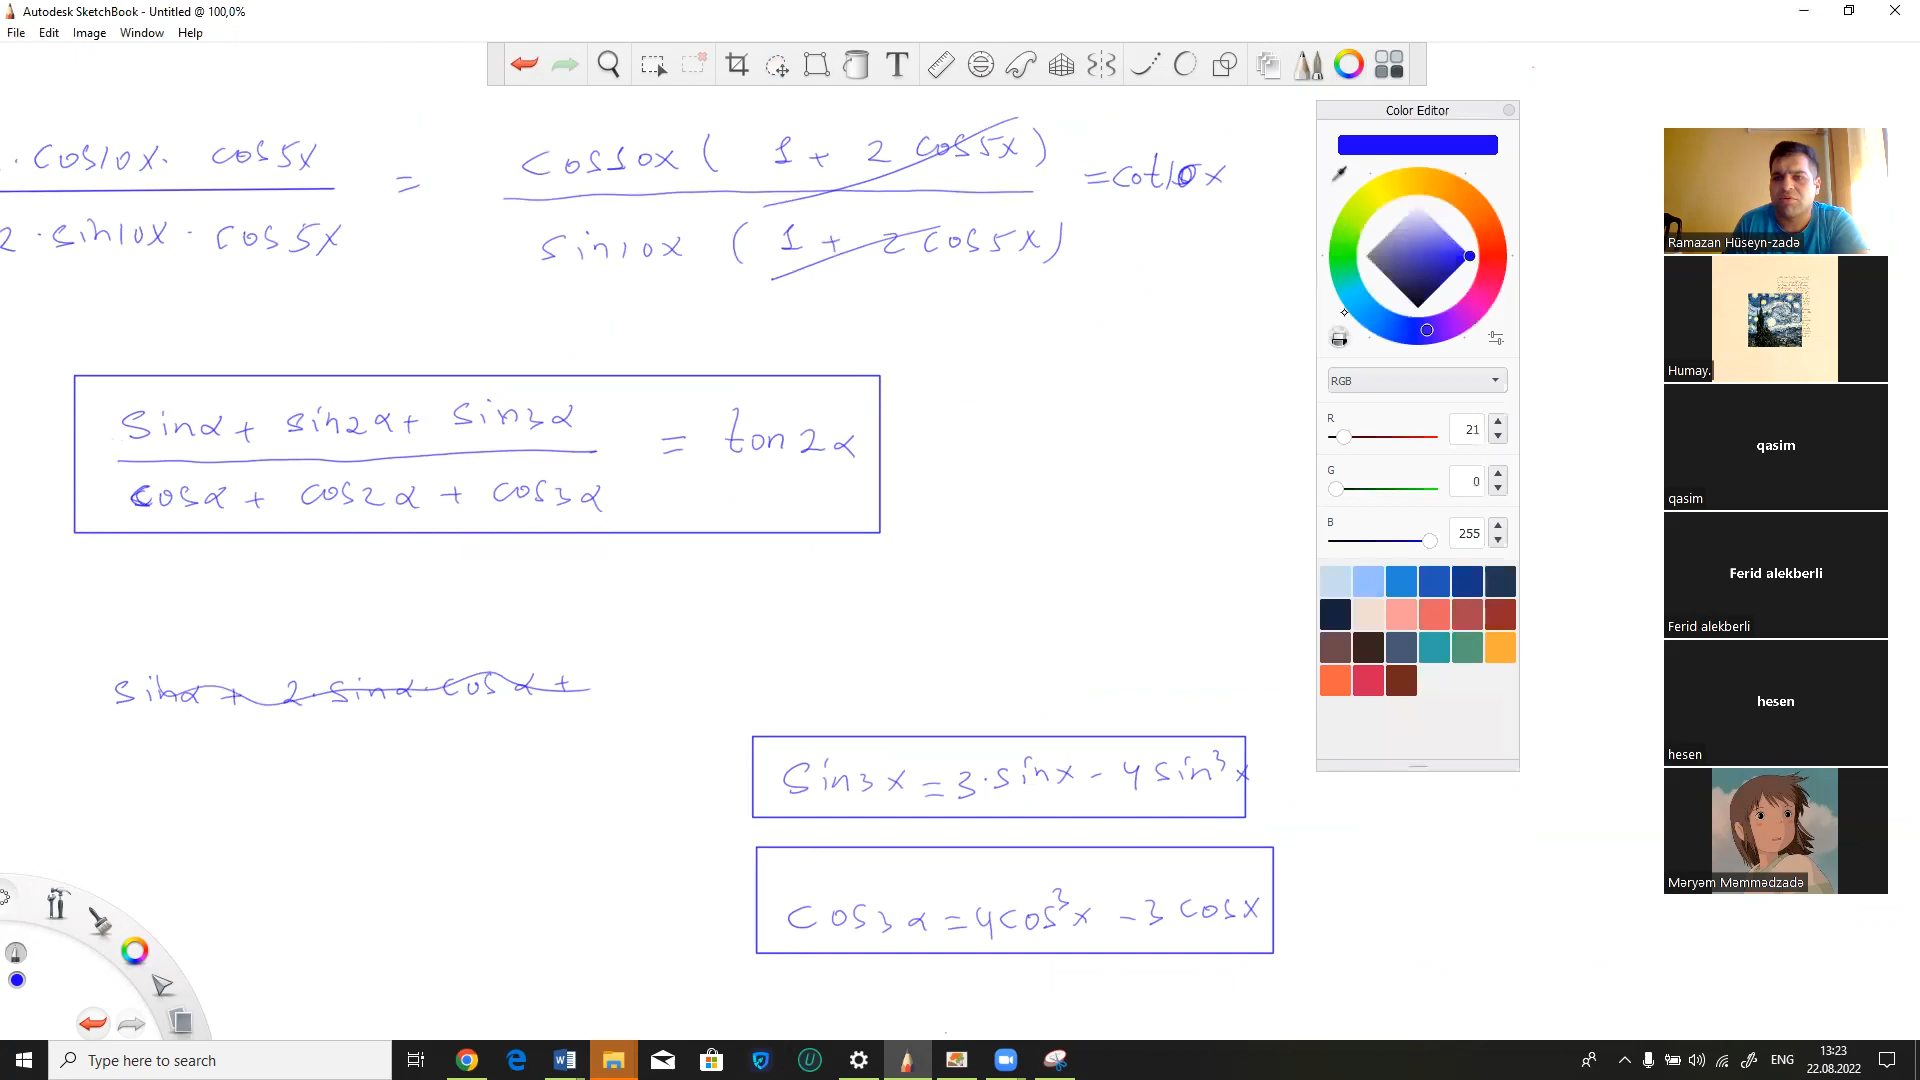 Autodesk SketchBook - Untitled @ 100,0%
File Edit Image Window Help
. cos10x . cos5x
2 . sin10x . cos5x
=
cos10x ( 1 + 2 cos5x )
sin10x ( 1 + 2 cos5x )
= cot10x
sinα + sin2α + sin3α
cosα + cos2α + cos3α
= tan2α
sinα + 2.sinα.cosα +
Sin3x = 3.sinx - 4sin³x
cos3α = 4cos³x - 3cosx
Color Editor
RGB
R 21
G 0
B 255
Ramazan Hüseyn-zadə
Humay.
qasim
qasim
Ferid alekberli
Ferid alekberli
hesen
hesen
Məryəm Məmmədzadə
Type here to search
ENG
13:23
22.08.2022